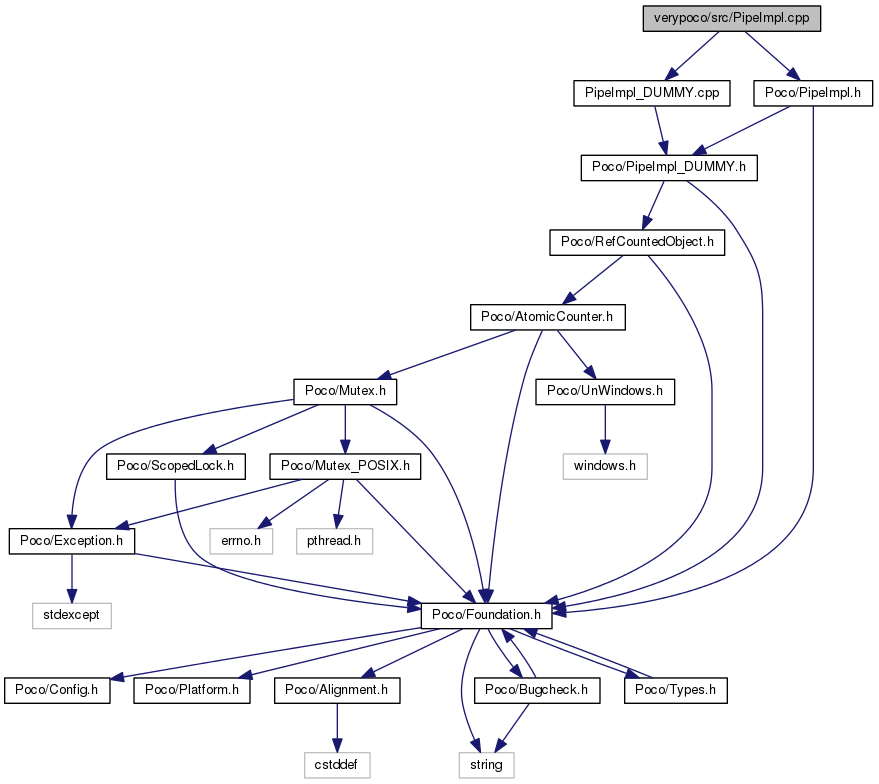 verypoco/src/PipeImpl.cpp
PipeImpl_DUMMY.cpp
Poco/PipeImpl.h
Poco/PipeImpl_DUMMY.h
Poco/RefCountedObject.h
Poco/AtomicCounter.h
Poco/Mutex.h
Poco/UnWindows.h
Poco/ScopedLock.h
Poco/Mutex_POSIX.h
windows.h
Poco/Exception.h
errno.h
pthread.h
stdexcept
Poco/Foundation.h
Poco/Config.h
Poco/Platform.h
Poco/Alignment.h
Poco/Bugcheck.h
Poco/Types.h
cstddef
string